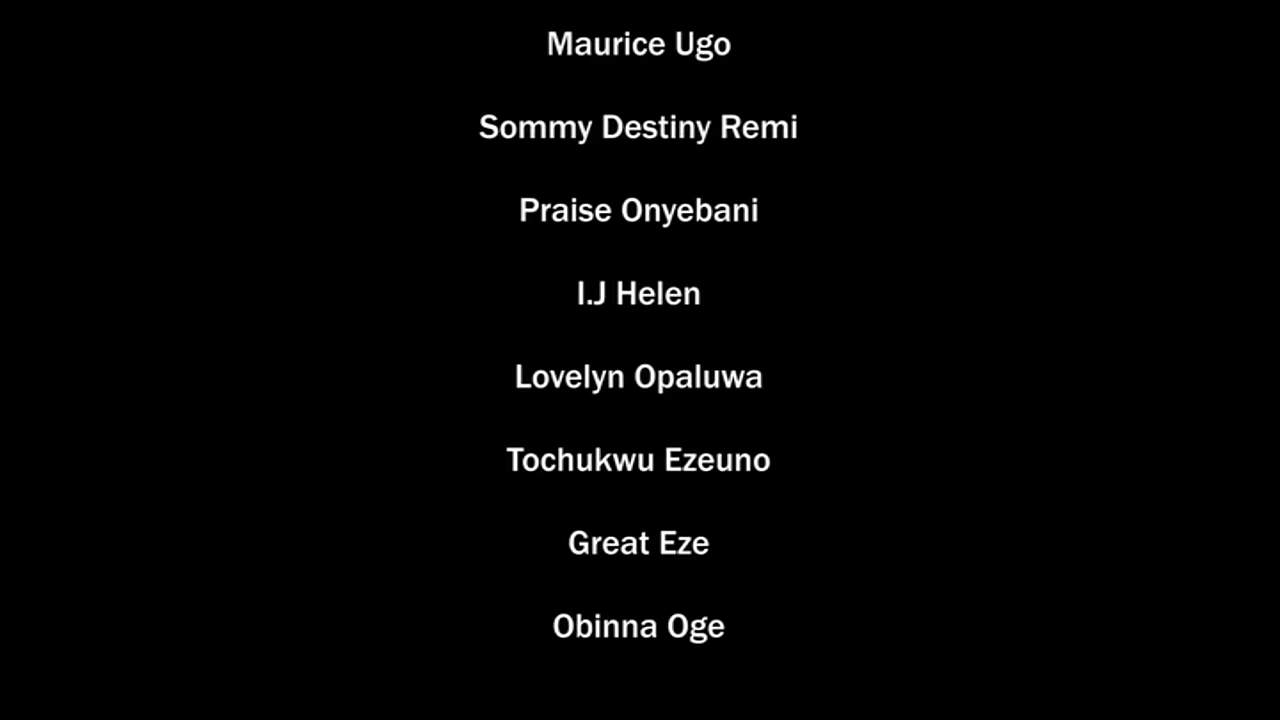 Maurice Ugo
Sommy Destiny Remi
Praise Onyebani
I.J Helen
Lovelyn Opaluwa
Tochukwu Ezeuno
Great Eze
Obinna Oge